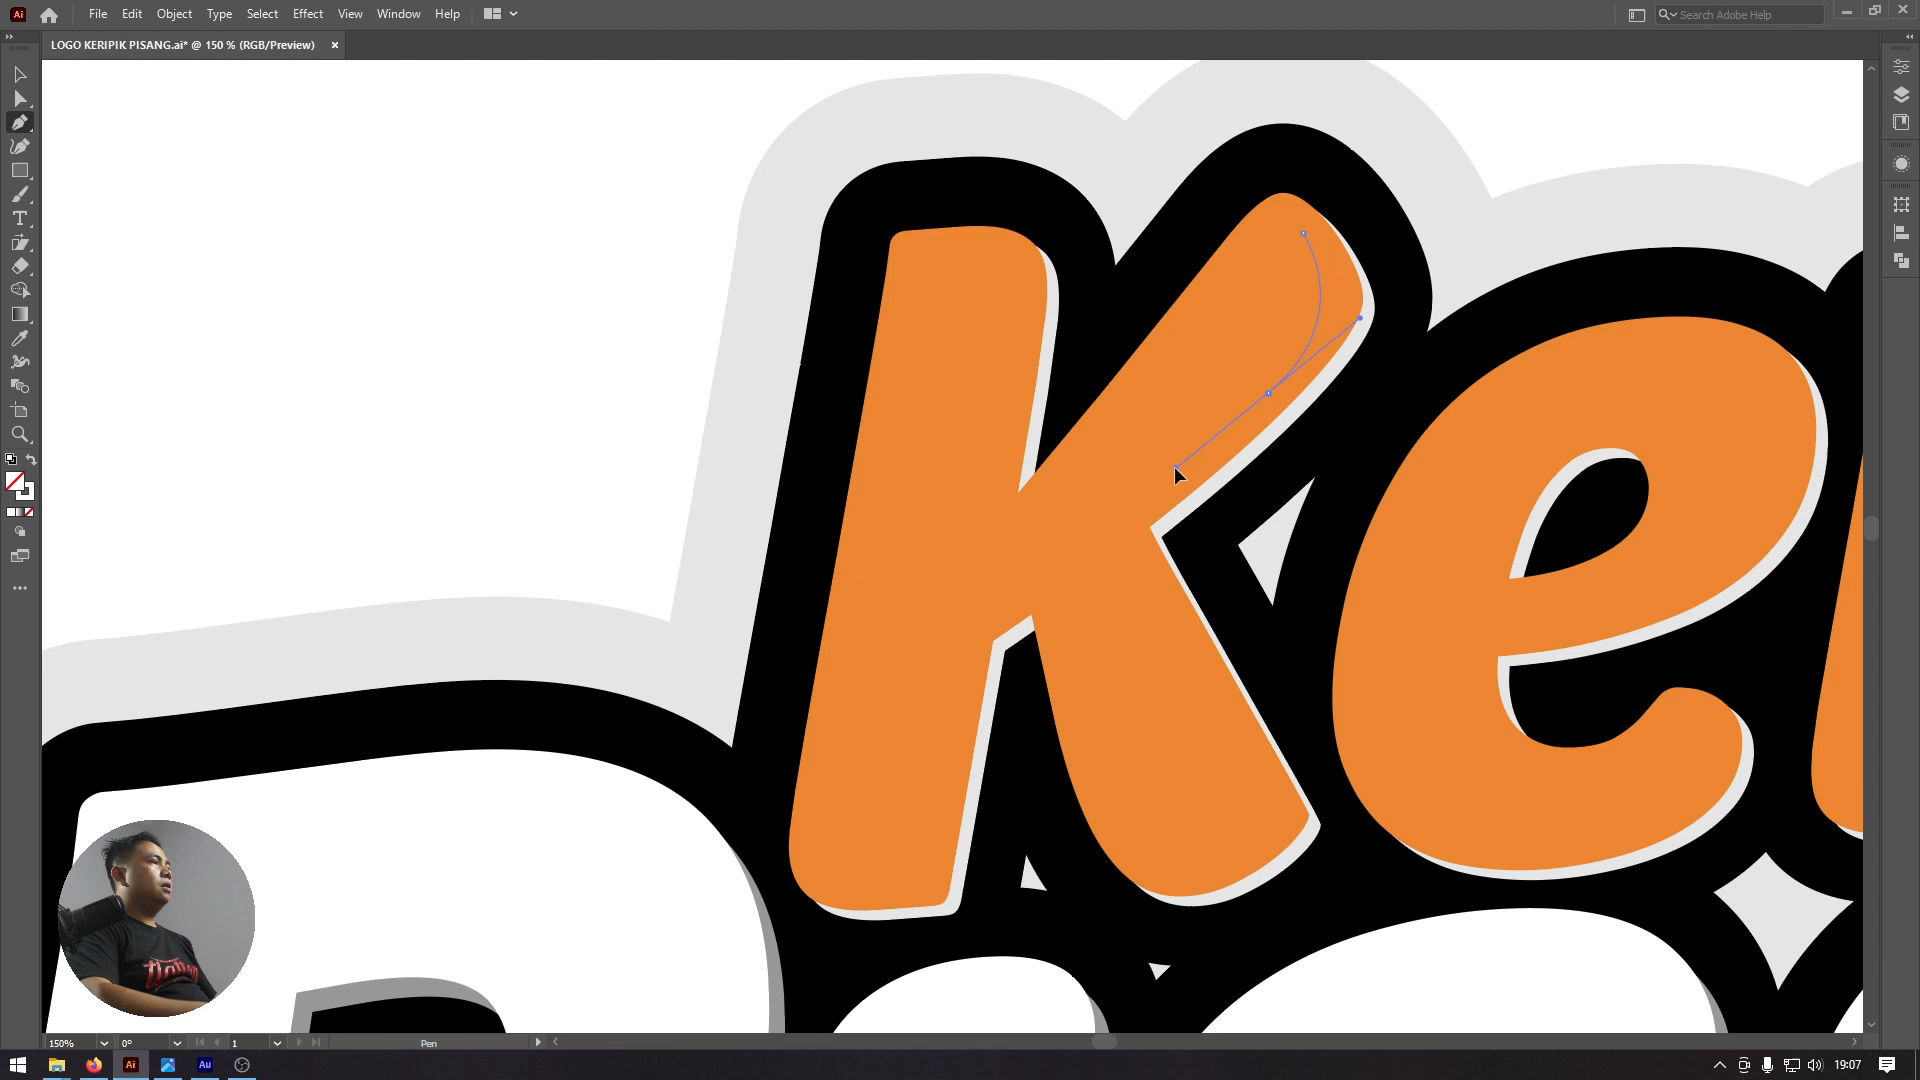 Ai File Edit Object Type Select Effect View Window Help Search Adobe Help
LOGO KERIPIK PISANG.ai* @ 150 % (RGB/Preview) ×
Ke
150% 0° 1 Pen
Ai Au 19:07